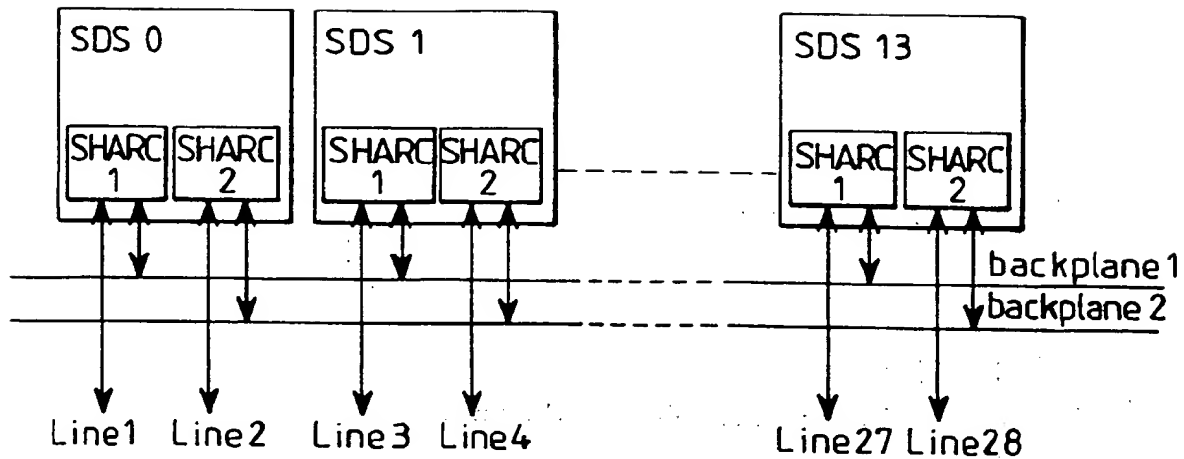 SDS 0 SDS 1 SDS 13
SHARC 1 SHARC 2 SHARC 1 SHARC 2 SHARC 1 SHARC 2
backplane 1
backplane 2
Line1 Line2 Line3 Line4 Line27 Line28